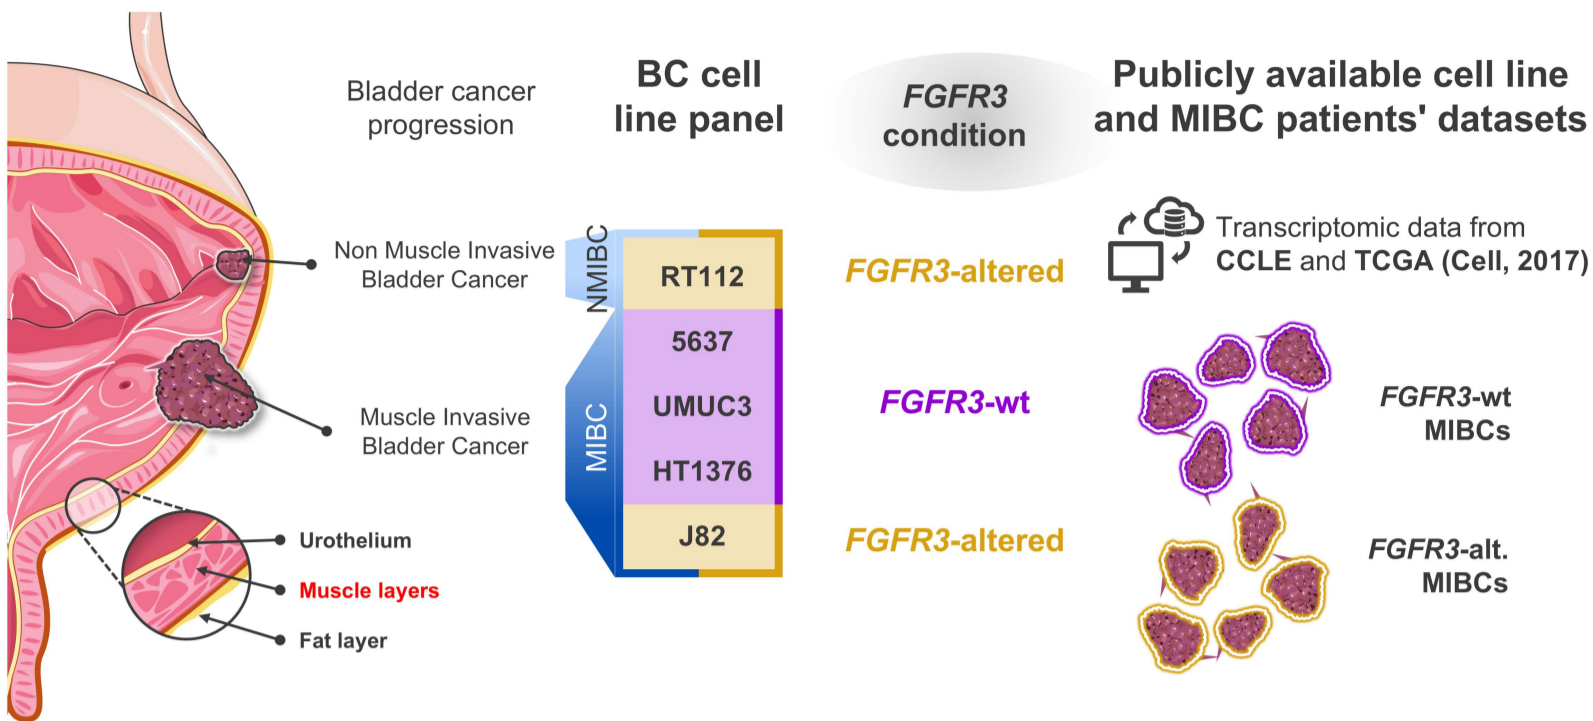 Bladder cancer
progression
BC cell
line panel
FGFR3
condition
Publicly available cell line
and MIBC patients' datasets
Non Muscle Invasive
Bladder Cancer
Muscle Invasive
Bladder Cancer
Urothelium
Muscle layers
Fat layer
NMIBC
MIBC
RT112
5637
UMUC3
HT1376
J82
FGFR3-altered
FGFR3-wt
FGFR3-altered
Transcriptomic data from
CCLE and TCGA (Cell, 2017)
FGFR3-wt
MIBCs
FGFR3-alt.
MIBCs